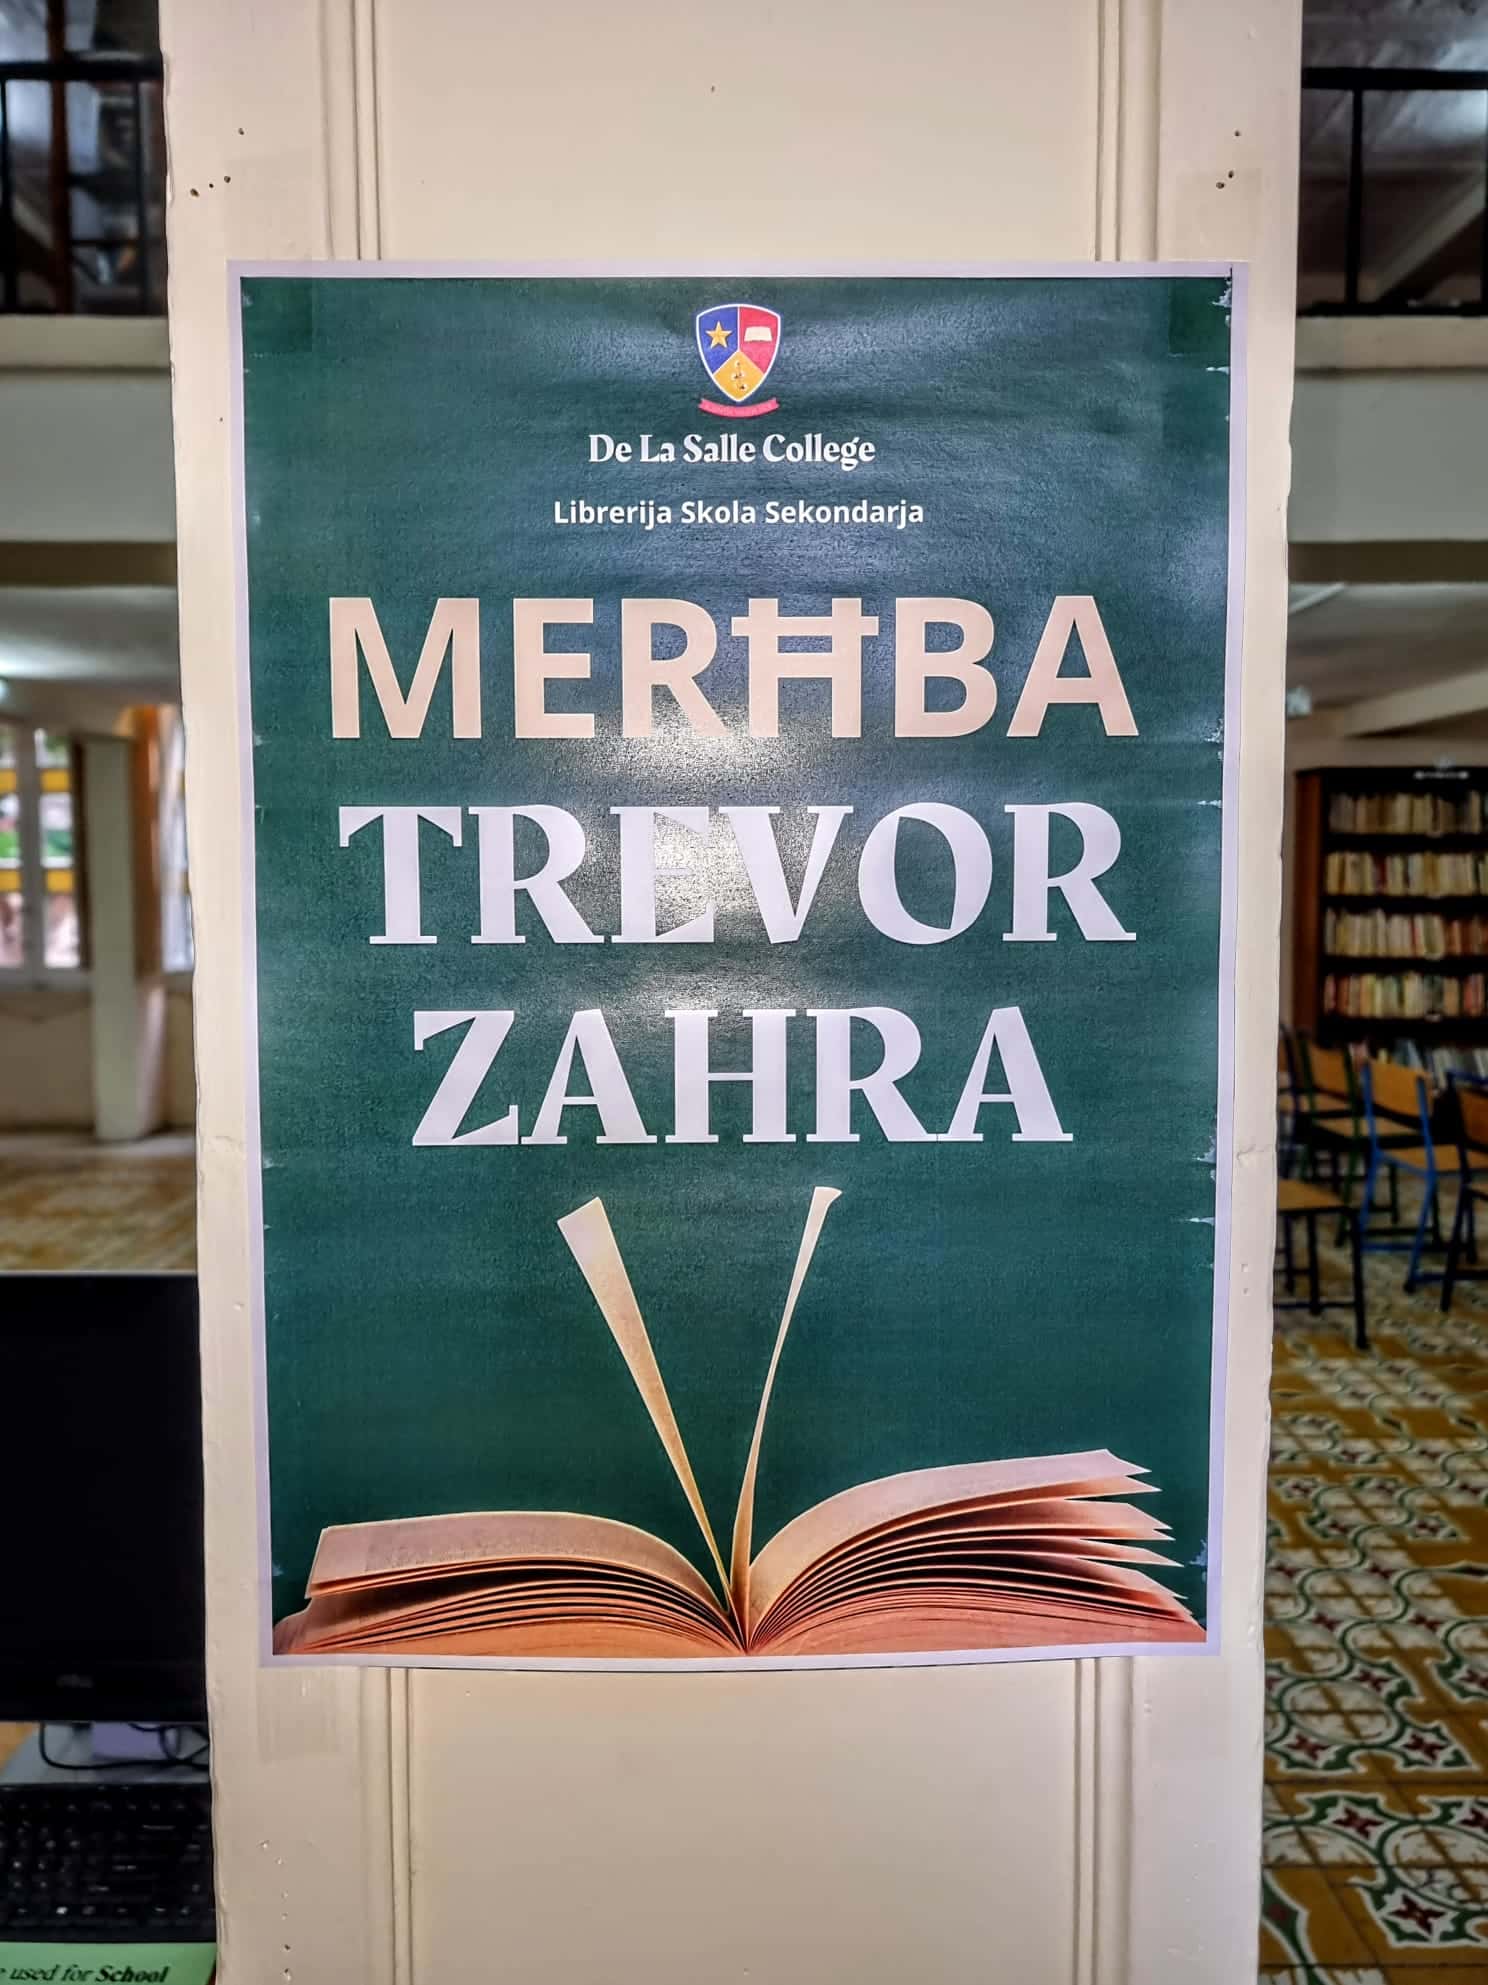 De La Salle College
Librerija Skola Sekondarja
MERĦBA
TREVOR
ZAHRA
used for School